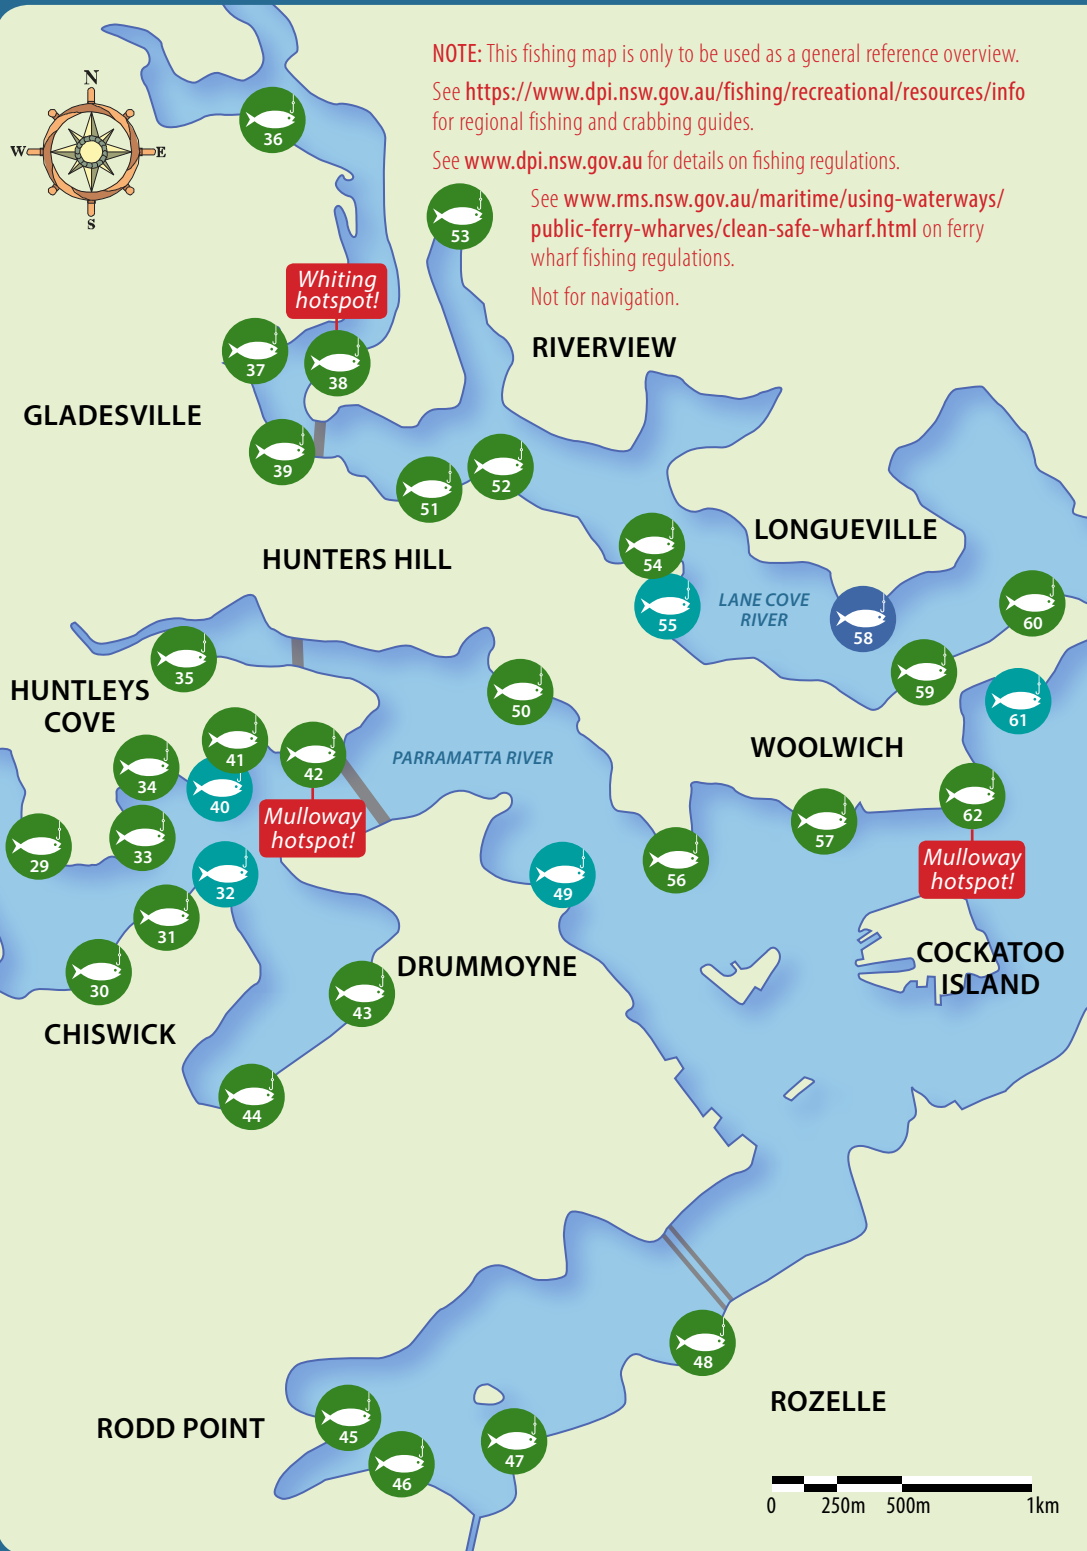 NOTE: This fishing map is only to be used as a general reference overview.
See https://www.dpi.nsw.gov.au/fishing/recreational/resources/info
for regional fishing and crabbing guides.
See www.dpi.nsw.gov.au for details on fishing regulations.
See www.rms.nsw.gov.au/maritime/using-waterways/
public-ferry-wharves/clean-safe-wharf.html on ferry
wharf fishing regulations.
Not for navigation.
N
W
E
S
36
53
Whiting
hotspot!
37
38
RIVERVIEW
GLADESVILLE
39
52
51
LONGUEVILLE
HUNTERS HILL
54
LANE COVE
RIVER
55
58
60
59
61
35
HUNTLEYS
COVE
50
41
42
PARRAMATTA RIVER
WOOLWICH
34
40
Mulloway
hotspot!
62
57
33
29
Mulloway
hotspot!
56
32
49
31
COCKATOO
ISLAND
30
DRUMMOYNE
43
CHISWICK
44
48
ROZELLE
RODD POINT
45
47
46
0
250m
500m
1km